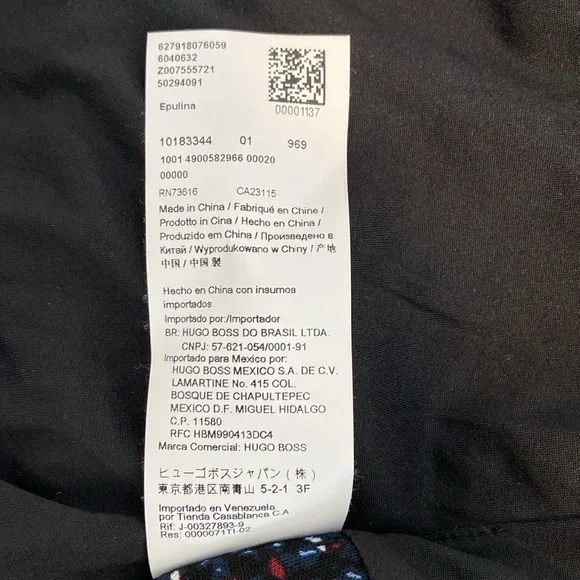 627918076059
6040632
Z007555721
50294091
Epulina
00001137
10183344 01 969
1001 4900582966 00020
00000
RN73616 CA23115
Made in China / Fabriqué en Chine /
Prodotto in Cina / Hecho en China /
Produzido em China / Произведено в
Китай / Wyprodukowano w Chiny / 产地
中国 / 中国 製
Hecho en China con insumos
importados
Importado por:/Importador
BR: HUGO BOSS DO BRASIL LTDA.
CNPJ: 57-621-054/0001-91
Importado para Mexico por:
HUGO BOSS MEXICO S.A. DE C.V.
LAMARTINE No. 415 COL.
BOSQUE DE CHAPULTEPEC
MEXICO D.F. MIGUEL HIDALGO
C.P. 11580
RFC HBM990413DC4
Marca Comercial: HUGO BOSS
ヒューゴボスジャパン ( 株 )
東京都港区南青山 5-2-1 3F
Importado en Venezuela
por Tienda Casablanca C.A.
Rif: J-00327893-9
Res: 0000071TI-02